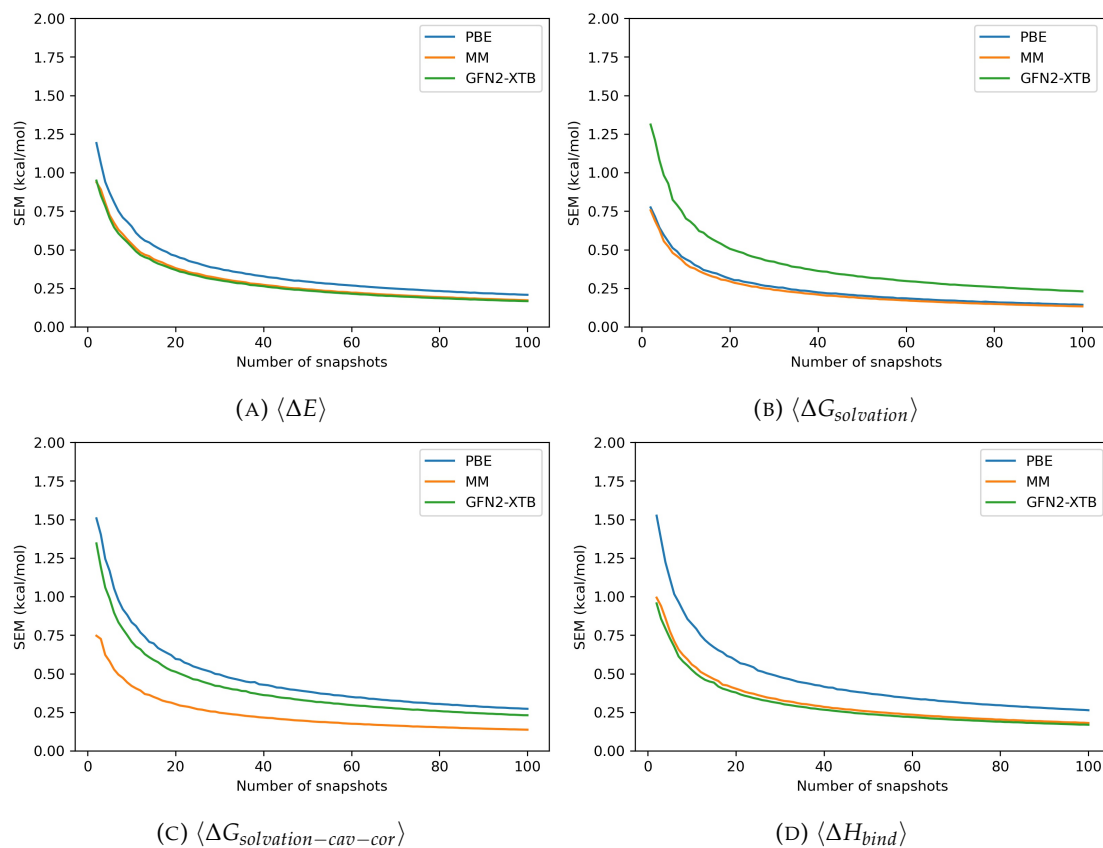 2.00
1.75
1.50
1.25
1.00
0.75
0.50
0.25
0.00
SEM (kcal/mol)
PBE
MM
GFN2-XTB
0 20 40 60 80 100
Number of snapshots
(A) ⟨ΔE⟩
2.00
1.75
1.50
1.25
1.00
0.75
0.50
0.25
0.00
SEM (kcal/mol)
PBE
MM
GFN2-XTB
0 20 40 60 80 100
Number of snapshots
(B) ⟨ΔG_{solvation}⟩
2.00
1.75
1.50
1.25
1.00
0.75
0.50
0.25
0.00
SEM (kcal/mol)
PBE
MM
GFN2-XTB
0 20 40 60 80 100
Number of snapshots
(C) ⟨ΔG_{solvation−cav−cor}⟩
2.00
1.75
1.50
1.25
1.00
0.75
0.50
0.25
0.00
SEM (kcal/mol)
PBE
MM
GFN2-XTB
0 20 40 60 80 100
Number of snapshots
(D) ⟨ΔH_{bind}⟩